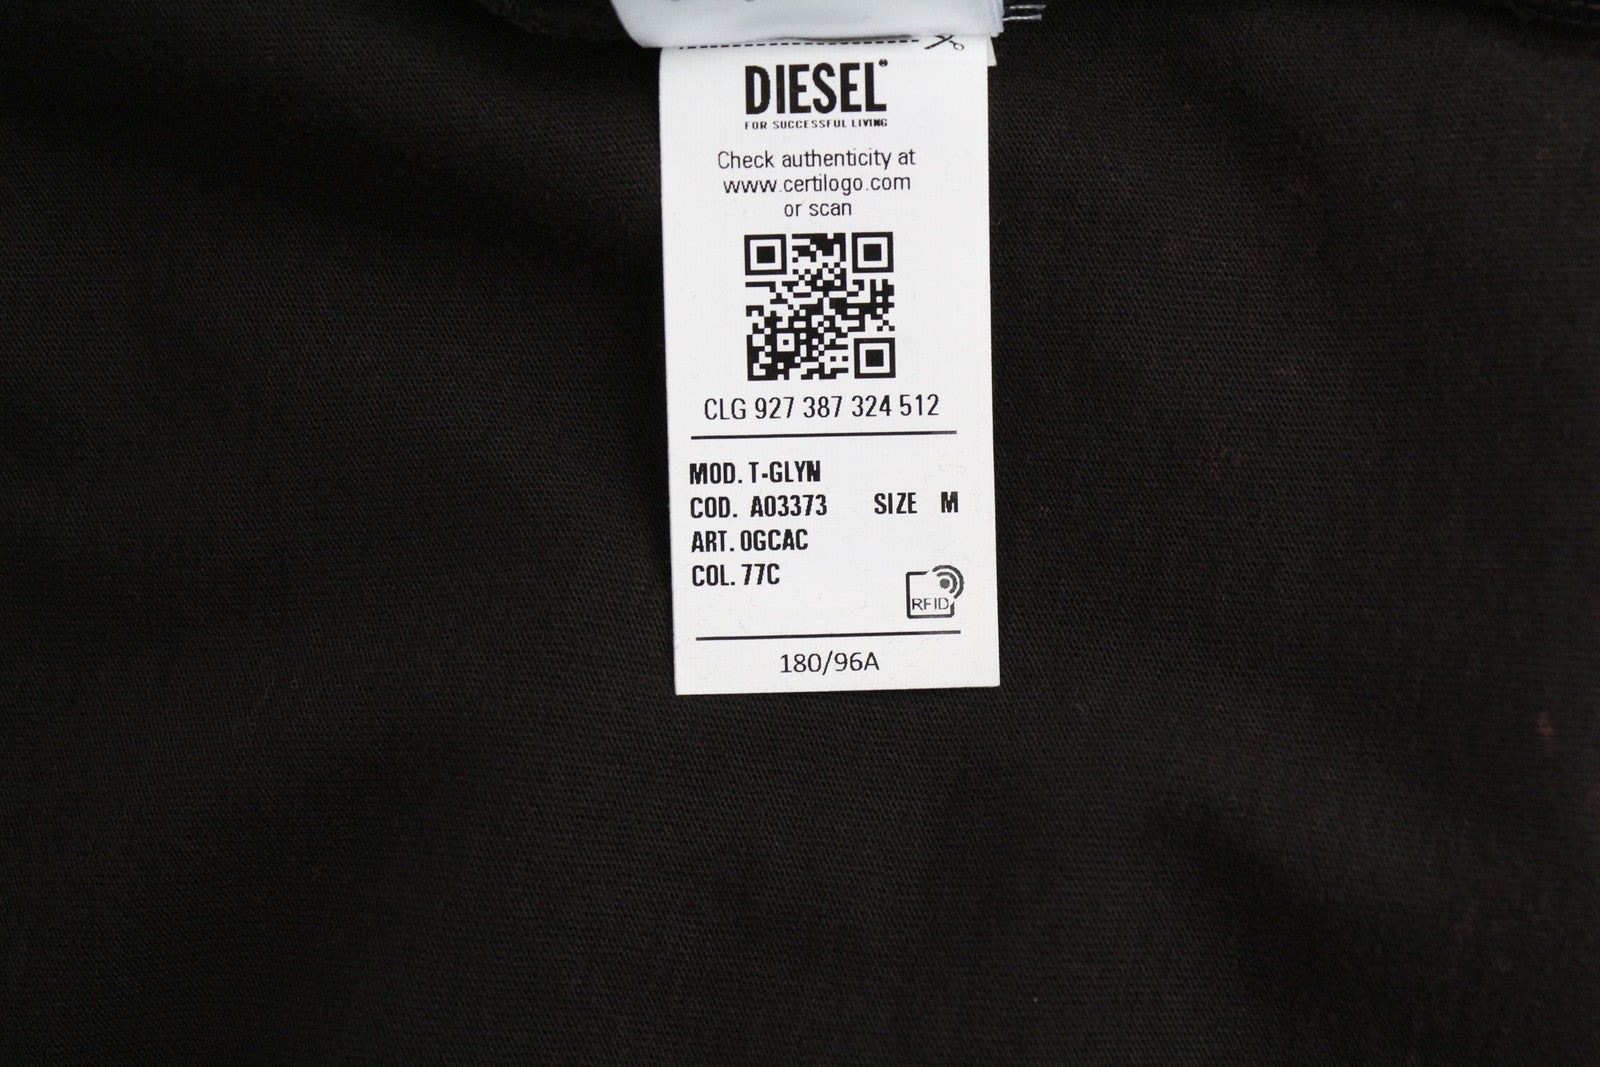 DIESEL®
FOR SUCCESSFUL LIVING
Check authenticity at
www.certilogo.com
or scan
CLG 927 387 324 512
MOD. T-GLYN
COD. A03373 SIZE M
ART. 0GCAC
COL. 77C
RFID
180/96A